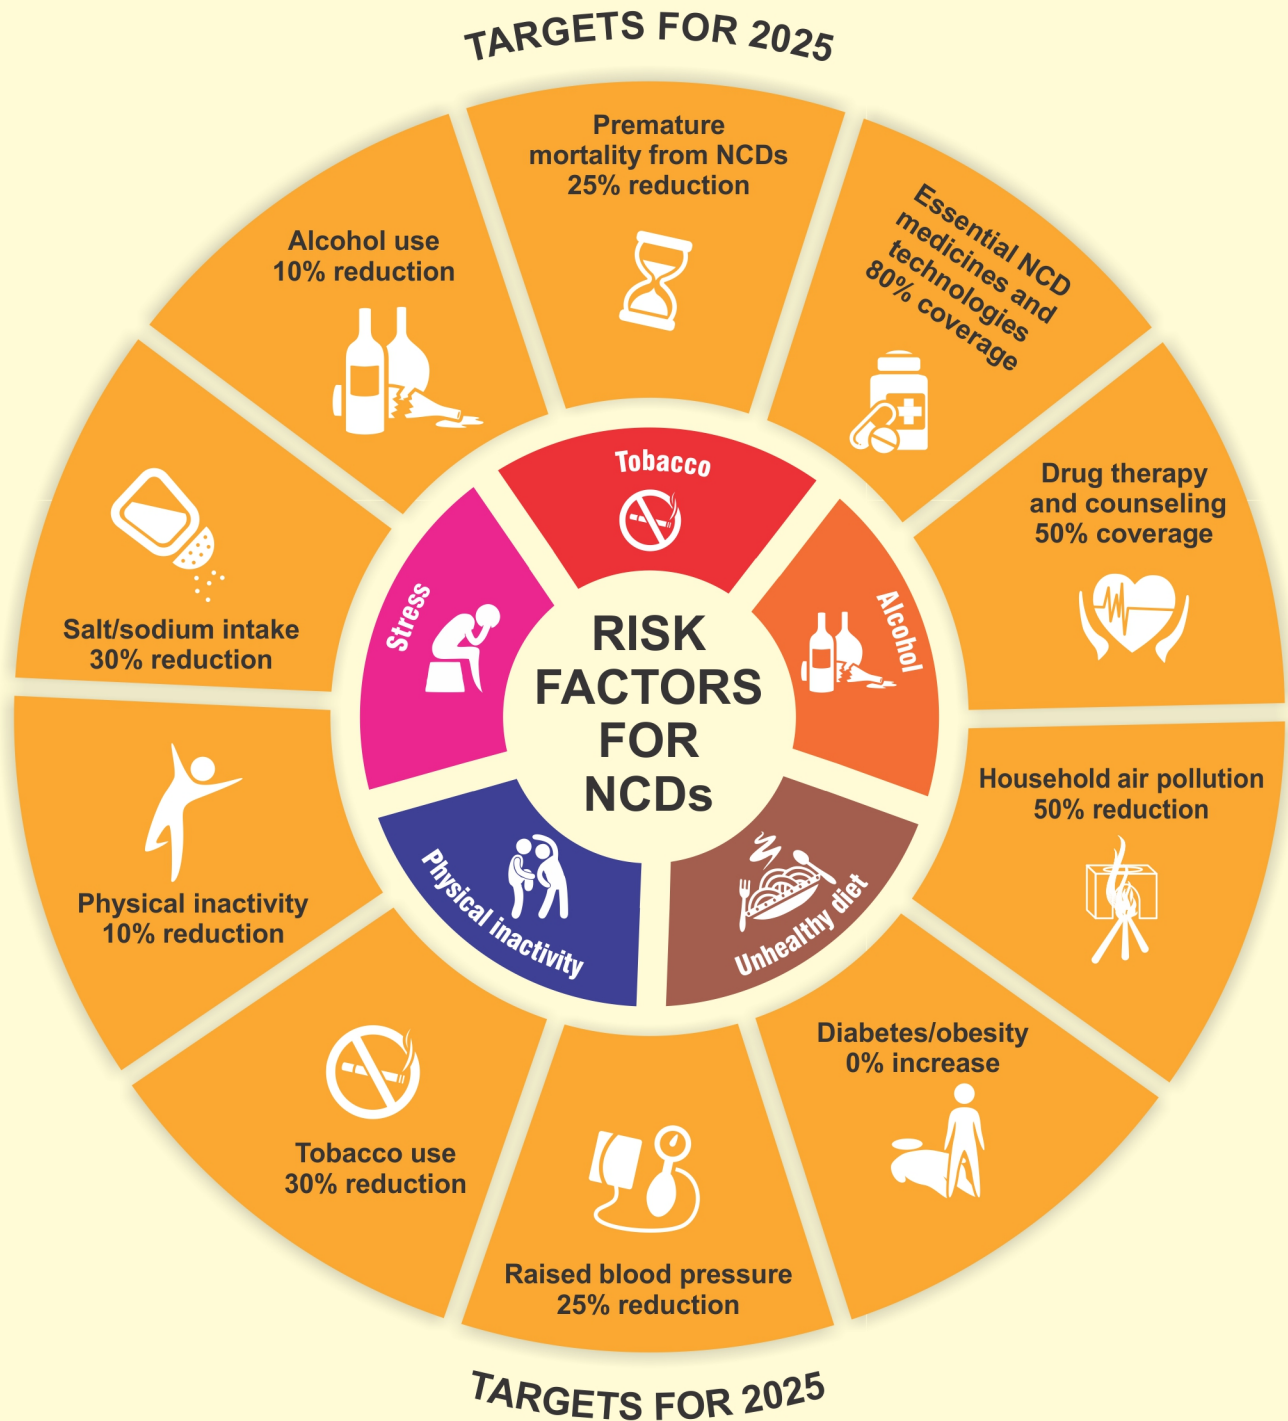 TARGETS FOR 2025
Premature
mortality from NCDs
25% reduction
Essential NCD
medicines and
technologies
80% coverage
Drug therapy
and counseling
50% coverage
Household air pollution
50% reduction
Diabetes/obesity
0% increase
Raised blood pressure
25% reduction
Tobacco use
30% reduction
Physical inactivity
10% reduction
Salt/sodium intake
30% reduction
Alcohol use
10% reduction
Tobacco
Alcohol
Unhealthy diet
Physical inactivity
Stress
RISK
FACTORS
FOR
NCDs
TARGETS FOR 2025